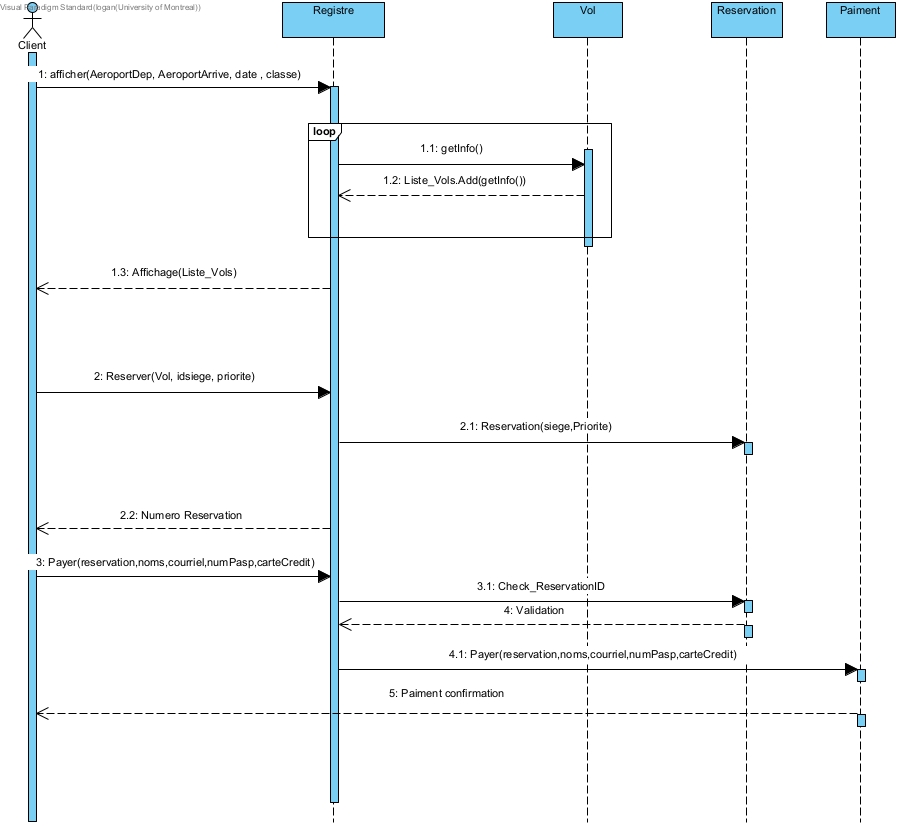 Visual Paradigm Standard(logan(University of Montreal))
Client
Registre
Vol
Reservation
Paiment
1: afficher(AeroportDep, AeroportArrive, date , classe)
loop
1.1: getInfo()
1.2: Liste_Vols.Add(getInfo())
1.3: Affichage(Liste_Vols)
2: Reserver(Vol, idsiege, priorite)
2.1: Reservation(siege,Priorite)
2.2: Numero Reservation
3: Payer(reservation,noms,courriel,numPasp,carteCredit)
3.1: Check_ReservationID
4: Validation
4.1: Payer(reservation,noms,courriel,numPasp,carteCredit)
5: Paiment confirmation